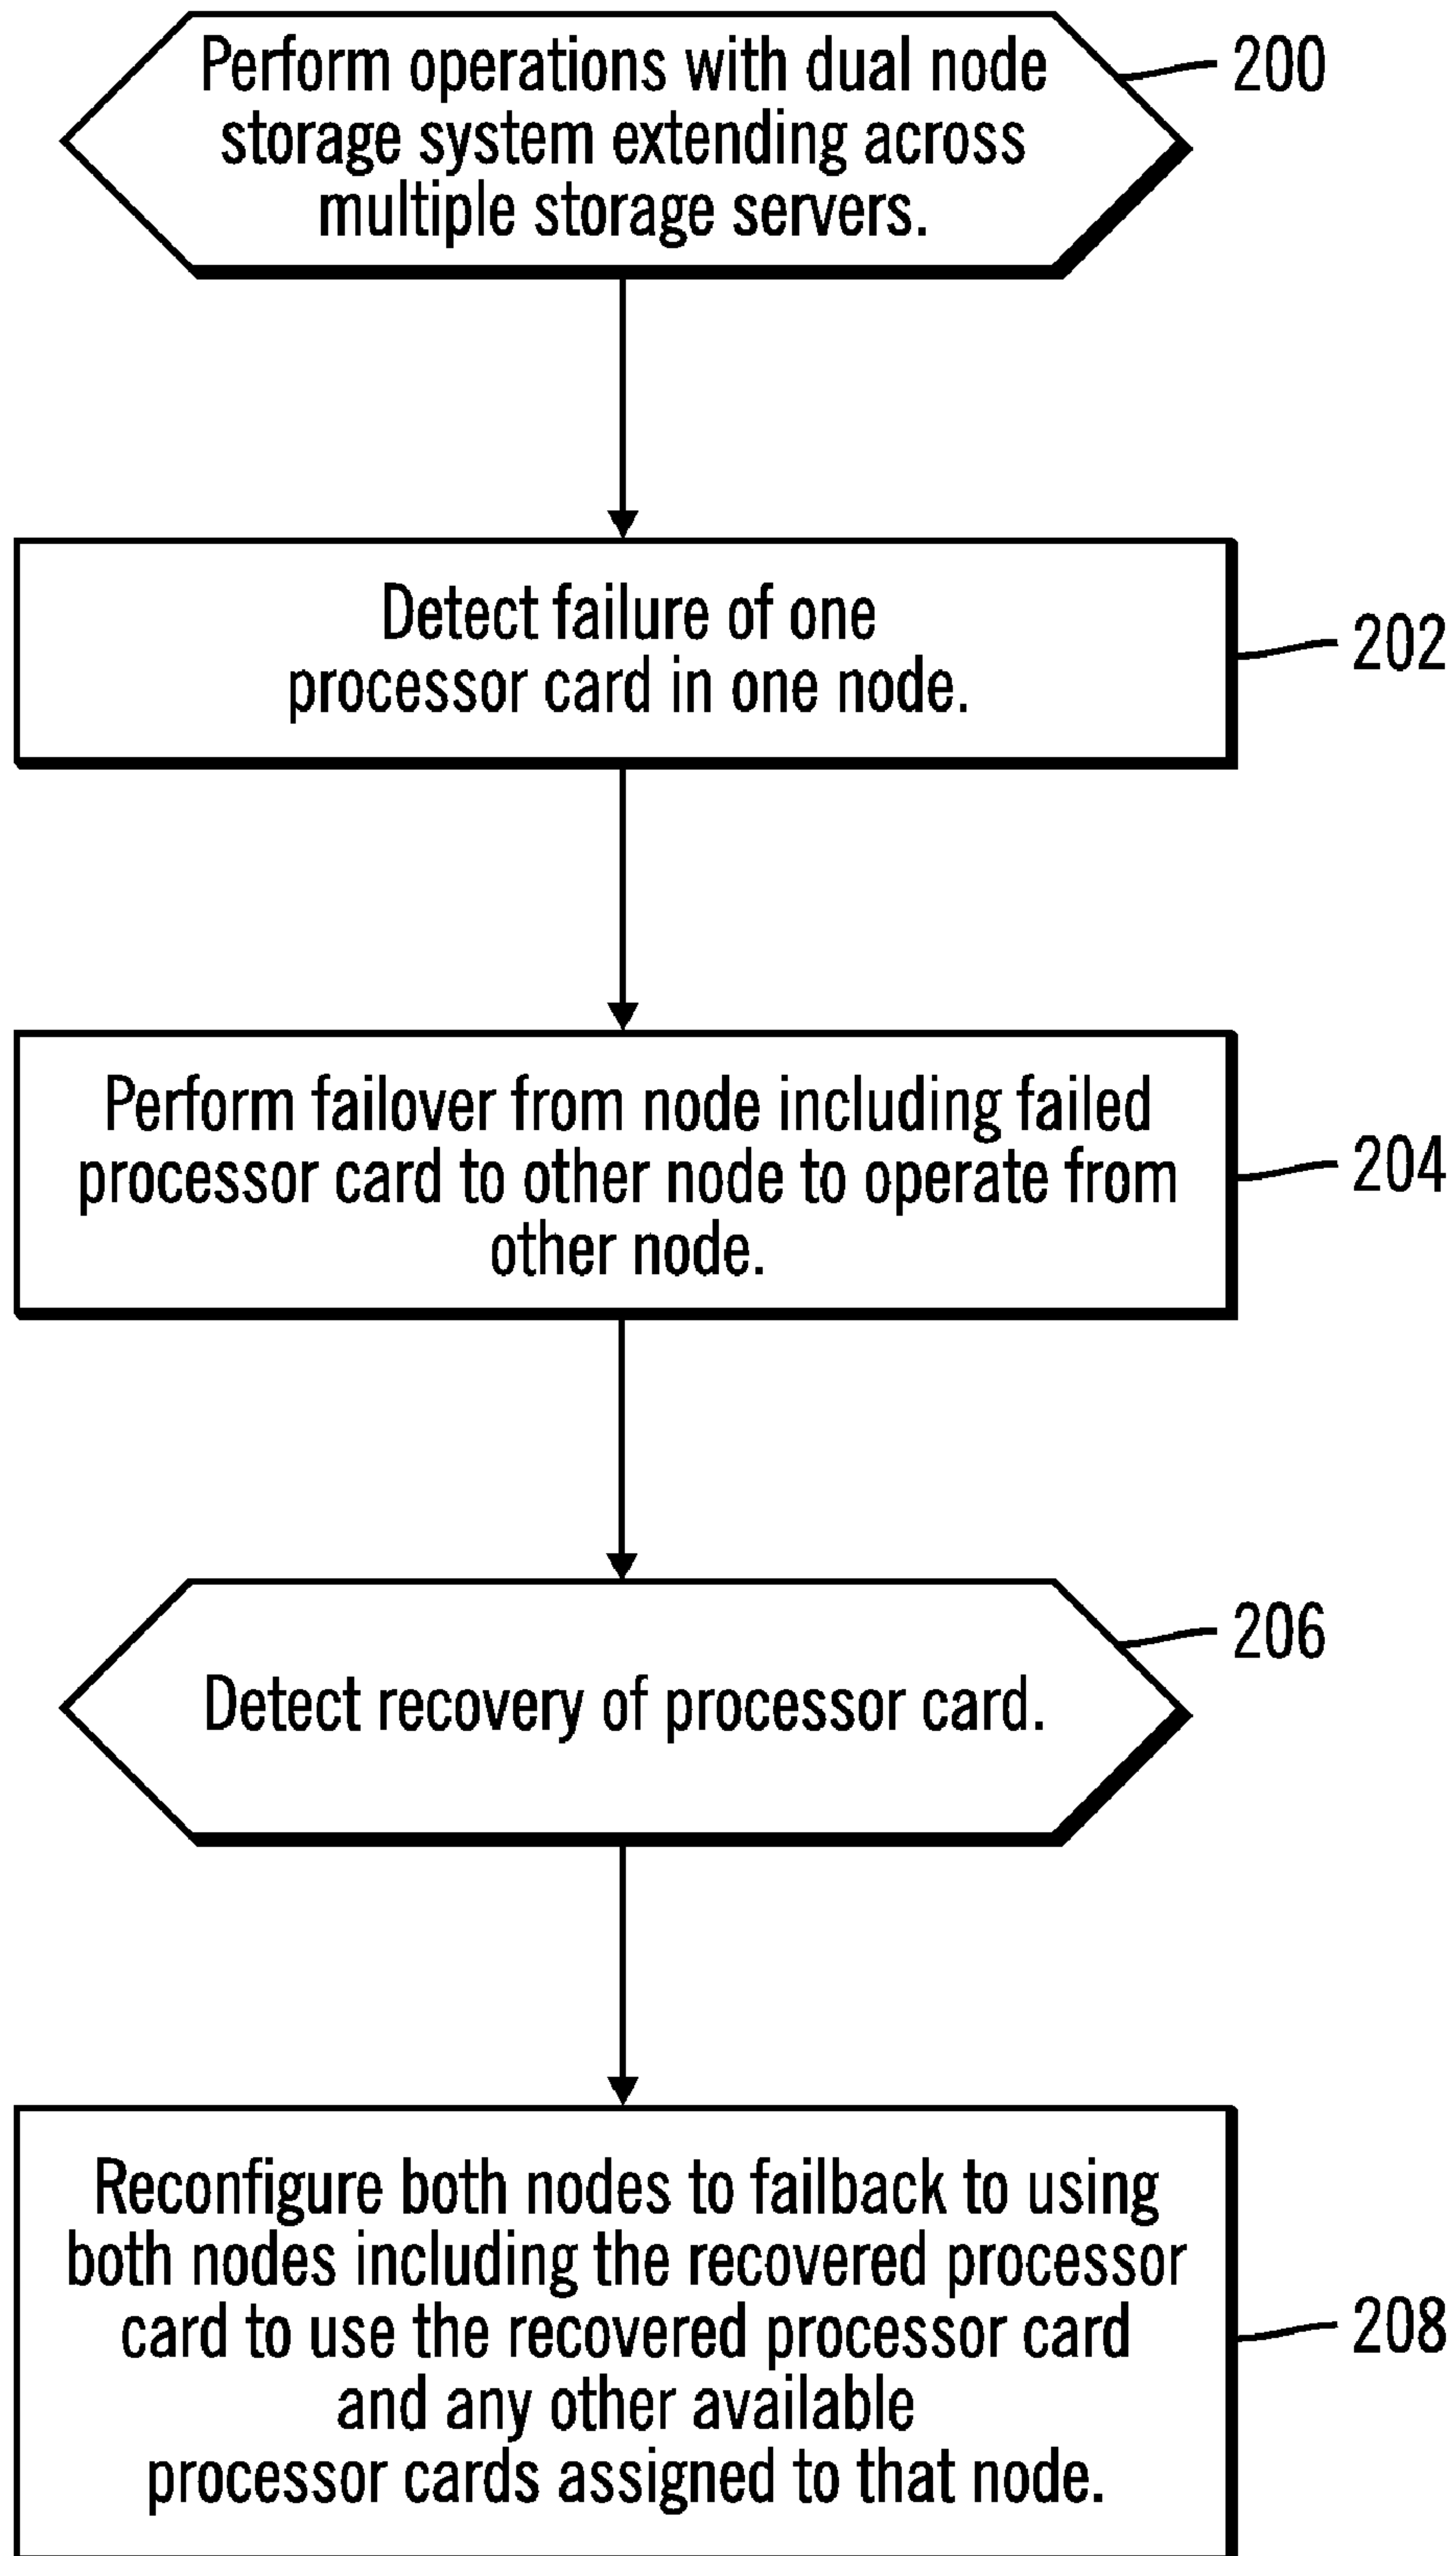 Perform operations with dual node
storage system extending across
multiple storage servers.
200
Detect failure of one
processor card in one node.
202
Perform failover from node including failed
processor card to other node to operate from
other node.
204
Detect recovery of processor card.
206
Reconfigure both nodes to failback to using
both nodes including the recovered processor
card to use the recovered processor card
and any other available
processor cards assigned to that node.
208